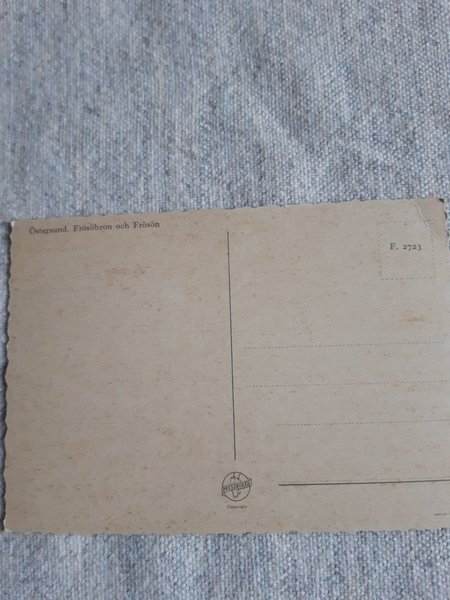 Östersund. Frösöbron och Frösön
F. 2723
Copyright